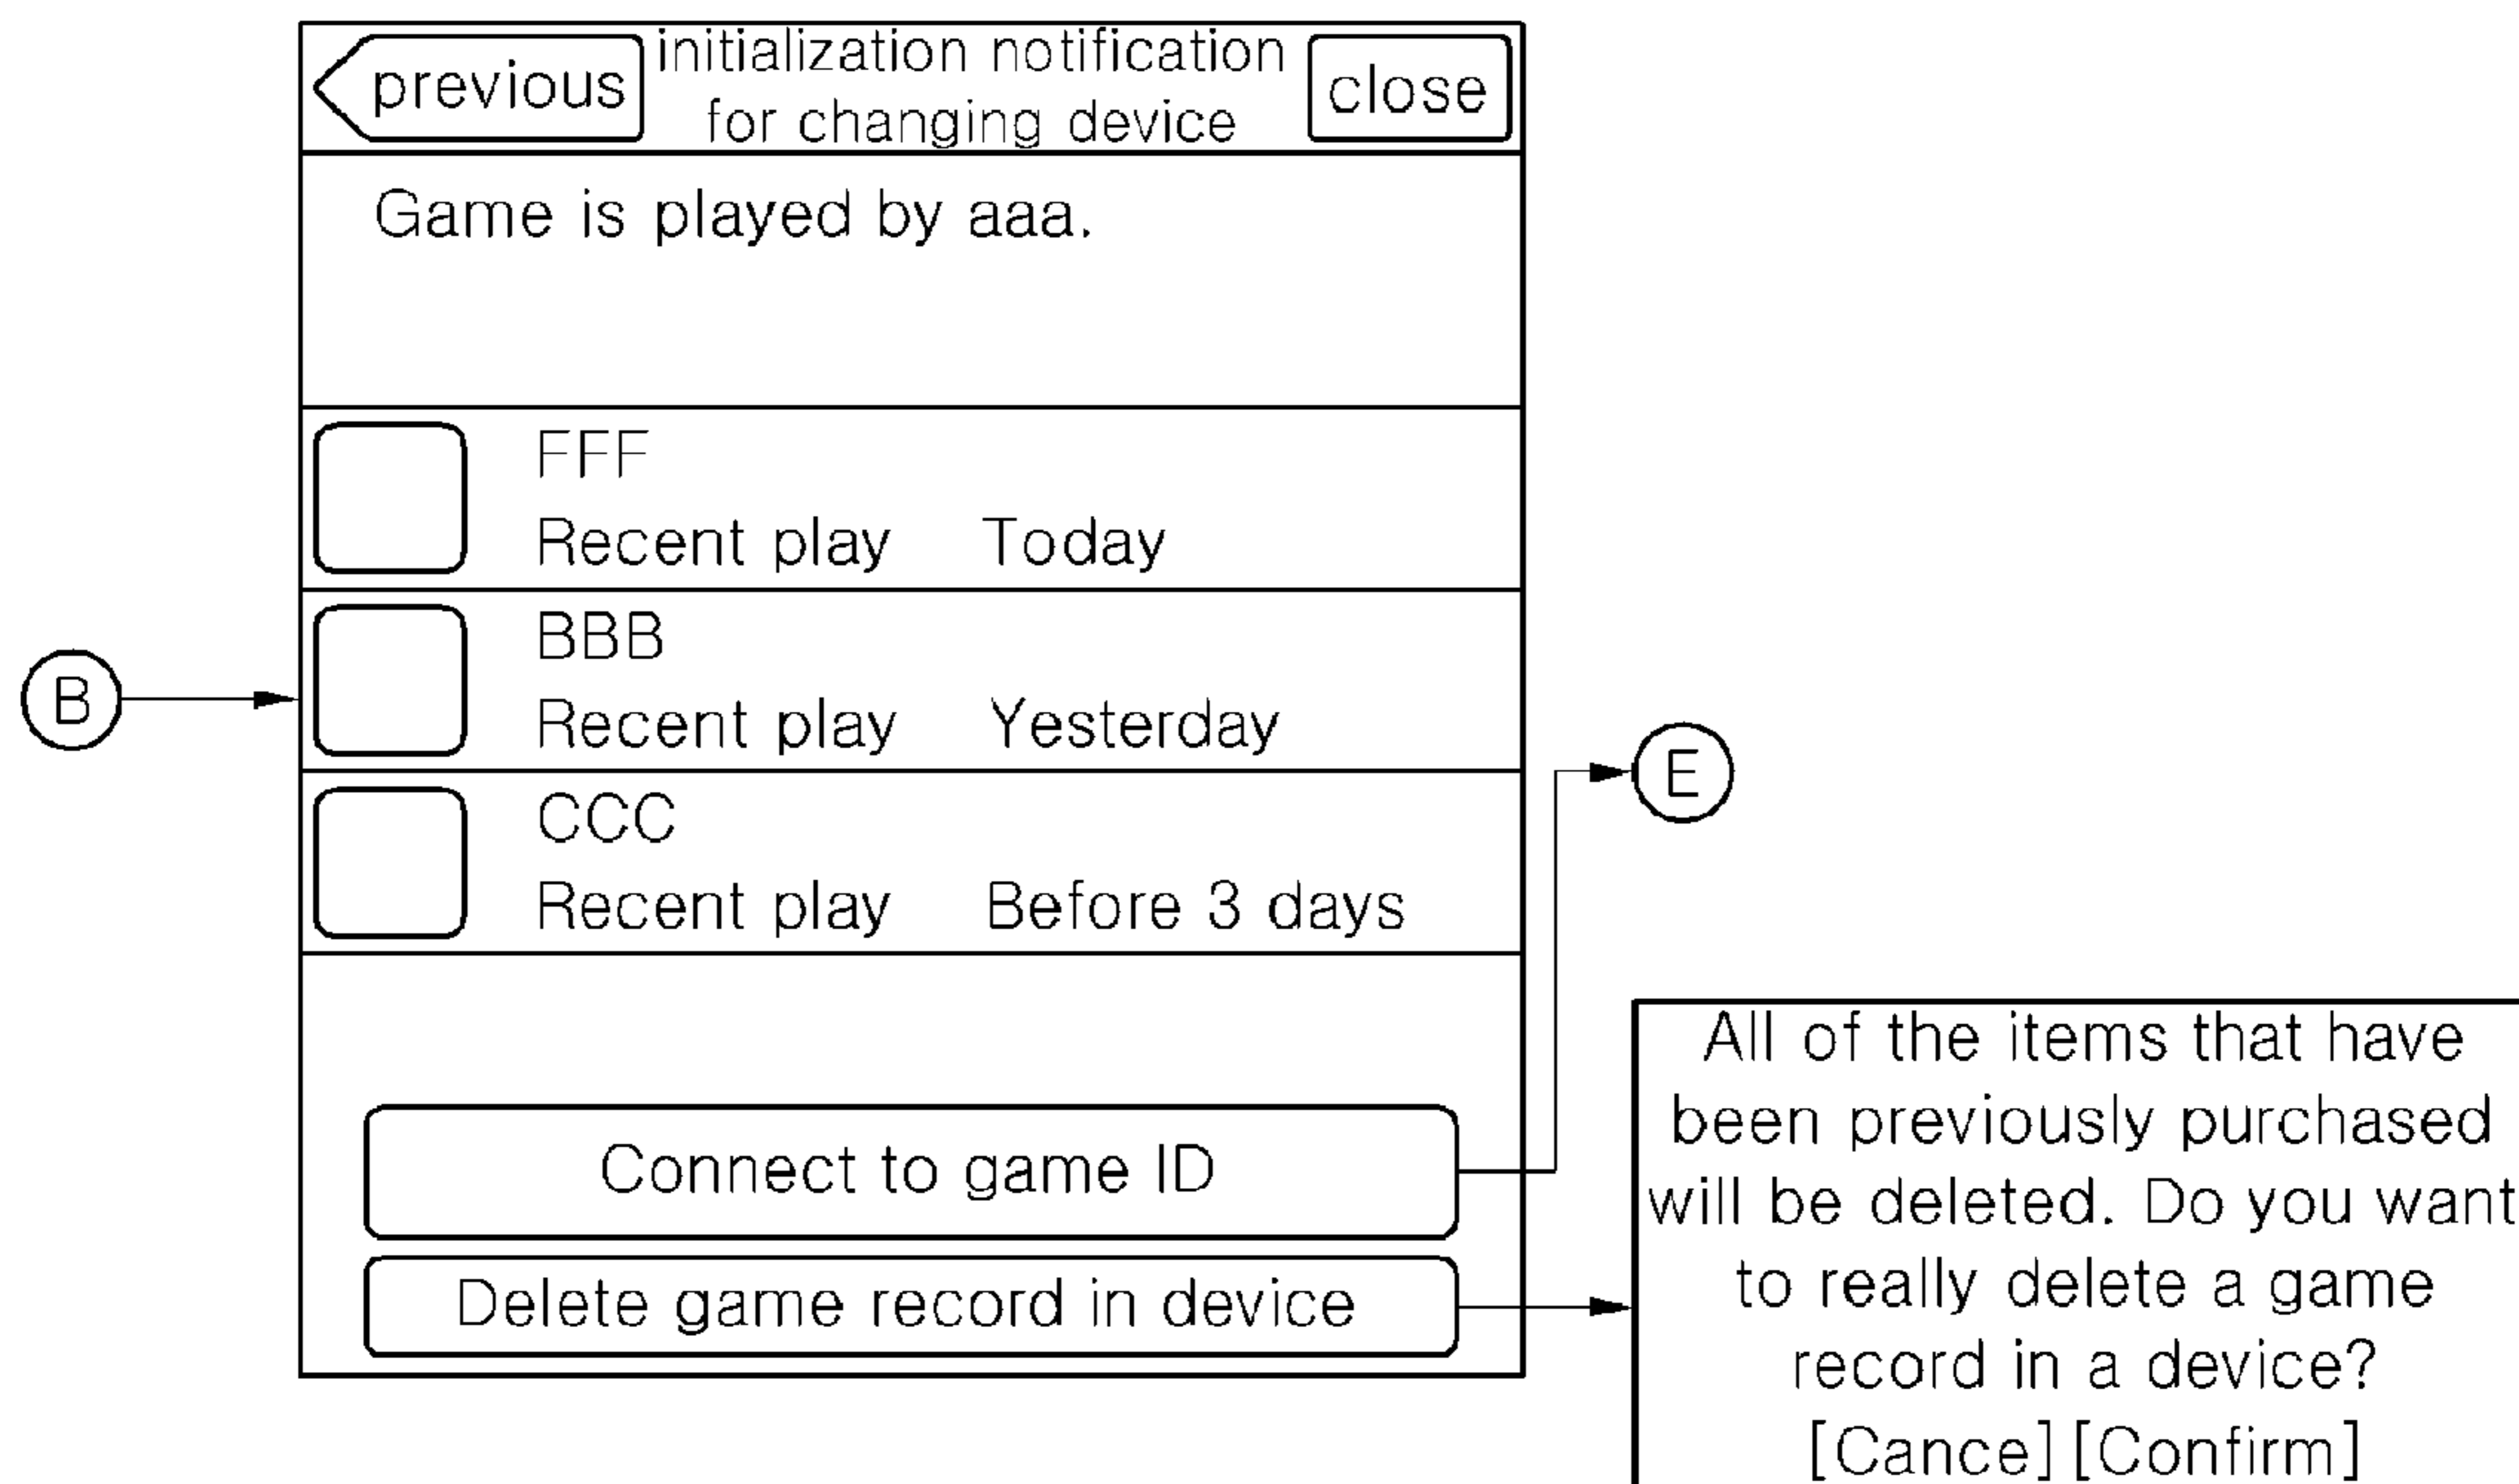 previous
initialization notification
for changing device
close
Game is played by aaa.
FFF
Recent play Today
BBB
Recent play Yesterday
B
CCC
Recent play Before 3 days
E
Connect to game ID
Delete game record in device
All of the items that have
been previously purchased
will be deleted. Do you want
to really delete a game
record in a device?
[Cance] [Confirm]